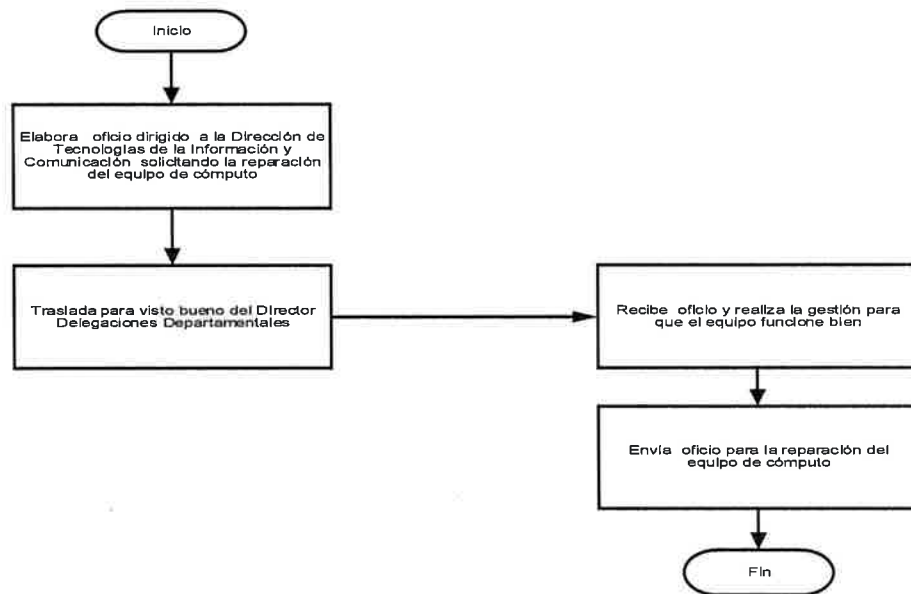 Inicio
Elabora oficio dirigido a la Dirección de
Tecnologías de la Información y
Comunicación solicitando la reparación
del equipo de cómputo
Traslada para visto bueno del Director
Delegaciones Departamentales
Recibe oficio y realiza la gestión para
que el equipo funcione bien
Envía oficio para la reparación del
equipo de cómputo
Fin